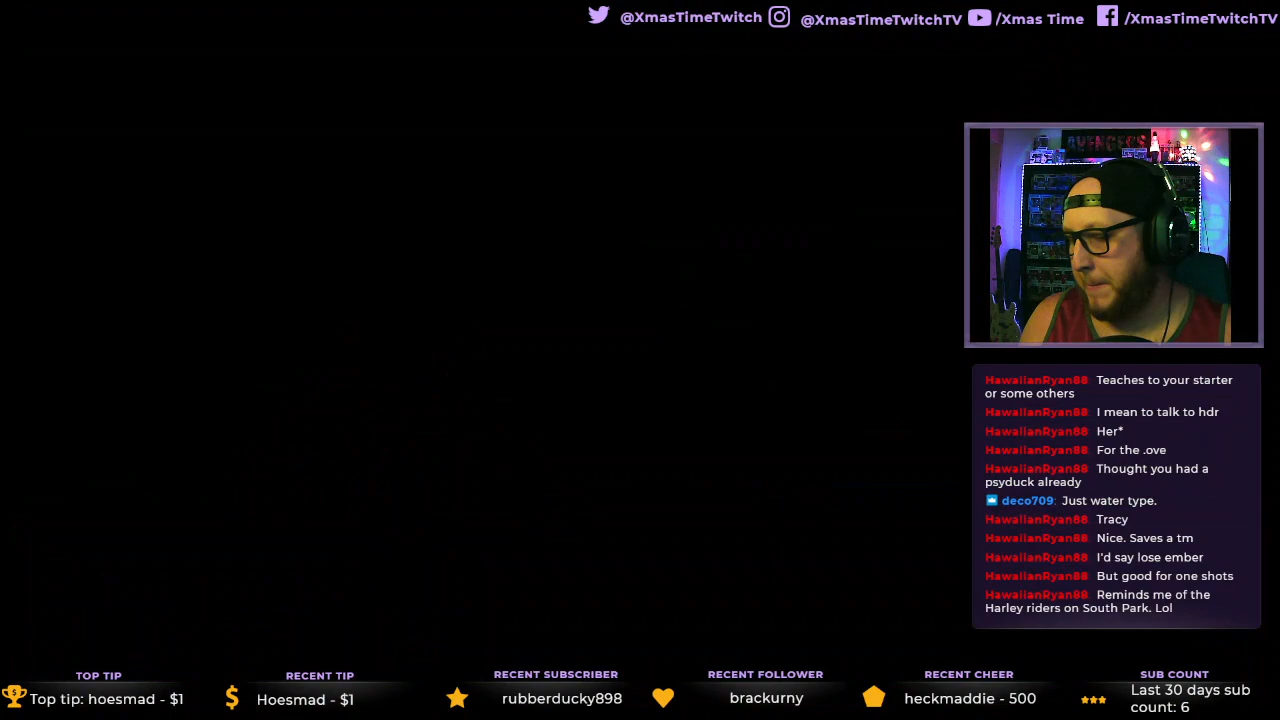 @XmasTimeTwitch @XmasTimeTwitchTV /Xmas Time /XmasTimeTwitchTV
AVENGERS
HawaiianRyan88 Teaches to your starter
or some others
HawaiianRyan88 I mean to talk to hdr
HawaiianRyan88 Her*
HawaiianRyan88 For the .ove
HawaiianRyan88 Thought you had a
psyduck already
deco709: Just water type.
HawaiianRyan88 Tracy
HawaiianRyan88 Nice. Saves a tm
HawaiianRyan88 I'd say lose ember
HawaiianRyan88 But good for one shots
HawaiianRyan88 Reminds me of the
Harley riders on South Park. Lol
TOP TIP
Top tip: hoesmad - $1
RECENT TIP
Hoesmad - $1
RECENT SUBSCRIBER
rubberducky898
RECENT FOLLOWER
brackurny
RECENT CHEER
heckmaddie - 500
SUB COUNT
Last 30 days sub
count: 6